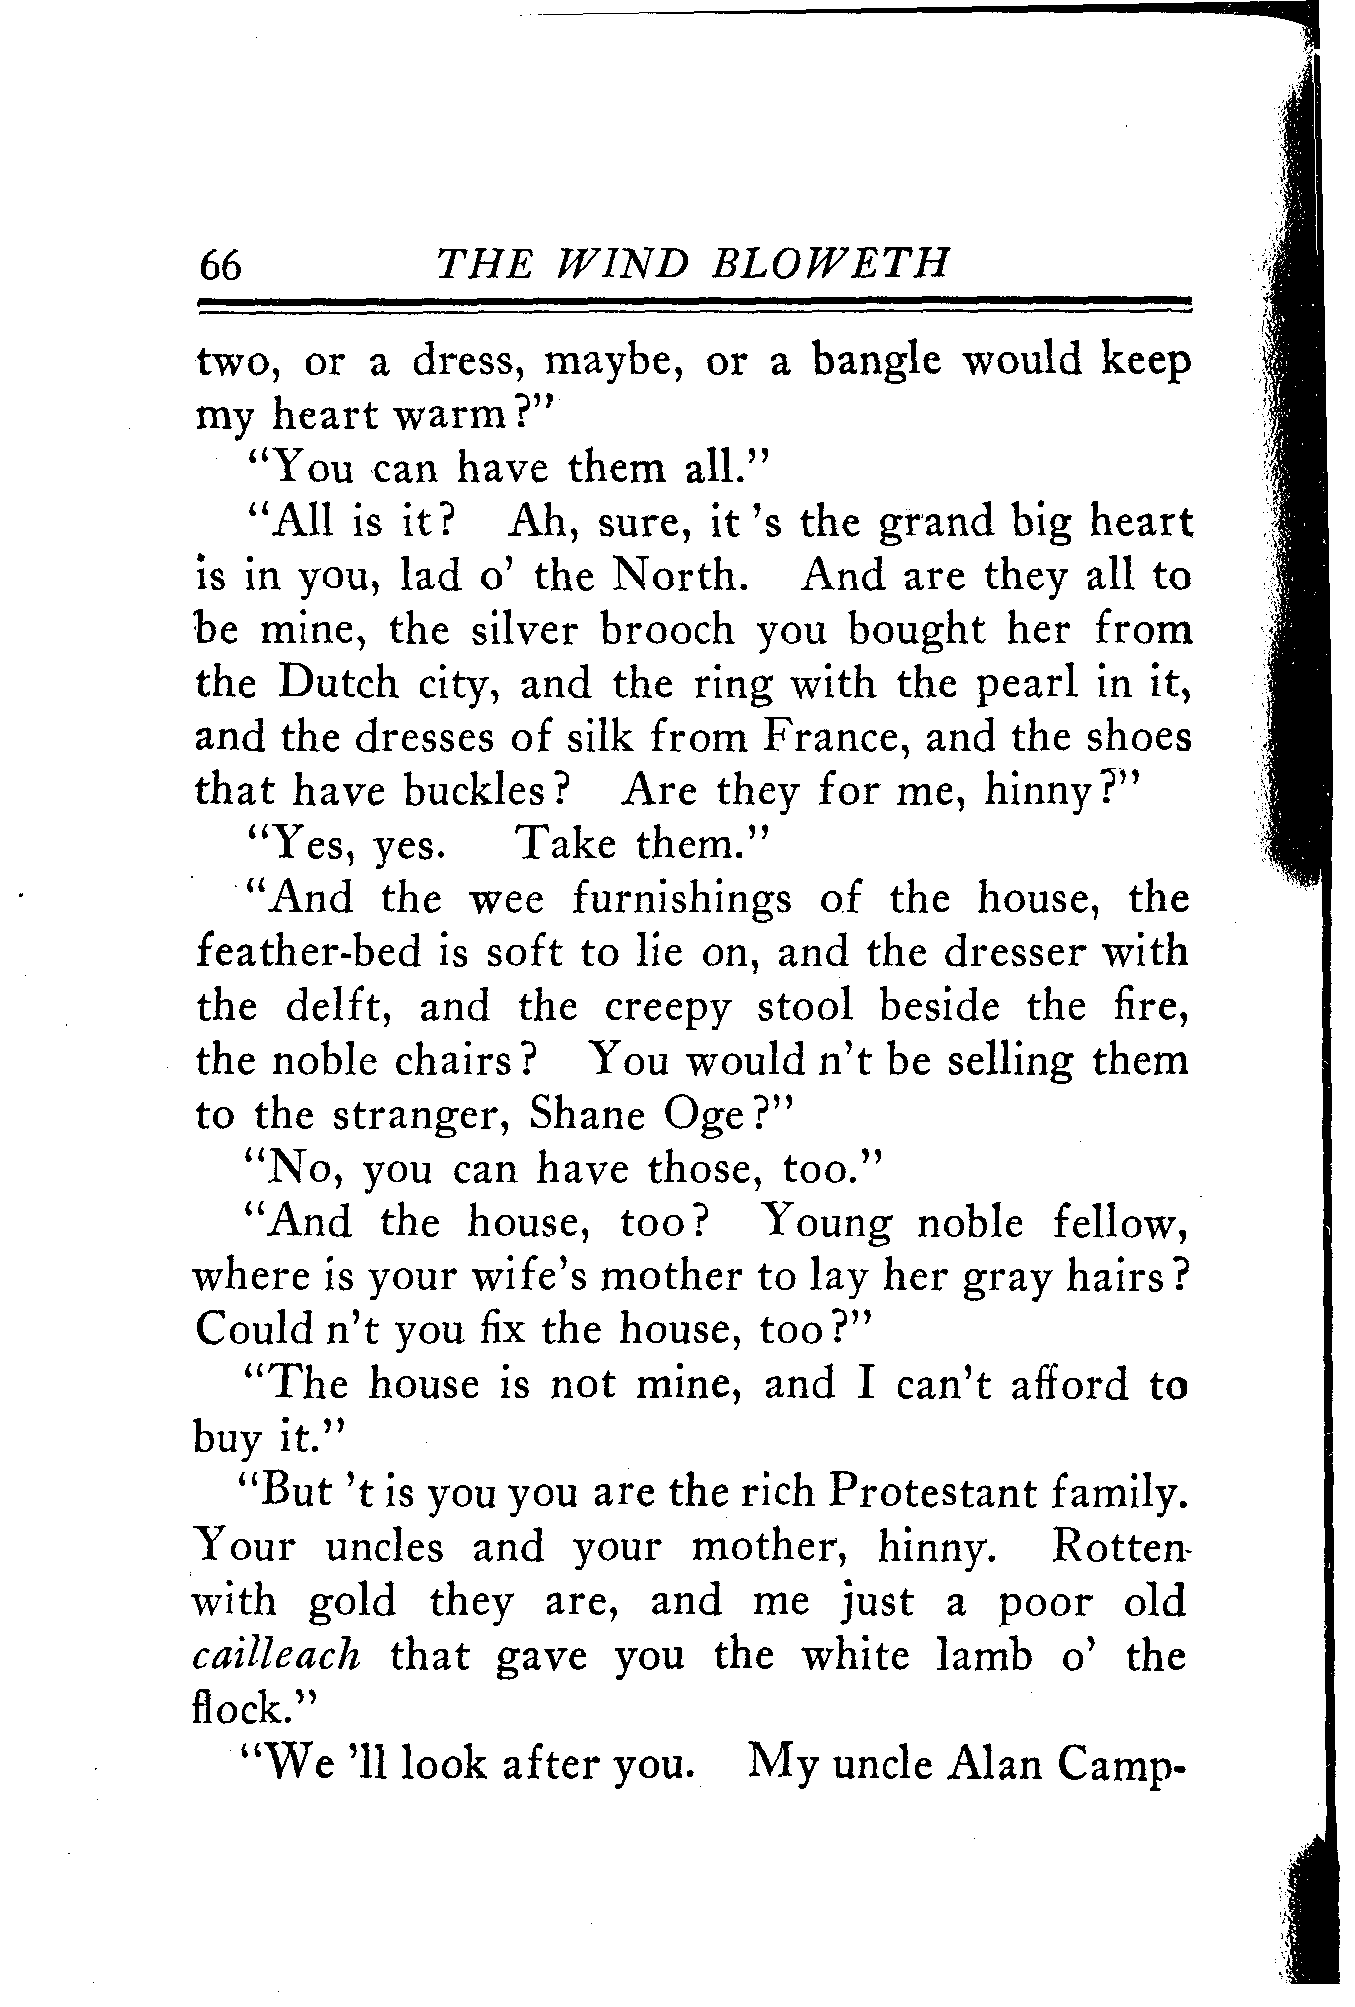 66 THE WIND BLOWETH
two, or a dress, maybe, or a bangle would keep
my heart warm?"
"You can have them all."
"All is it? Ah, sure, it 's the grand big heart
is in you, lad o' the North. And are they all to
be mine, the silver brooch you bought her from
the Dutch city, and the ring with the pearl in it,
and the dresses of silk from France, and the shoes
that have buckles? Are they for me, hinny?"
"Yes, yes. Take them."
"And the wee furnishings of the house, the
feather-bed is soft to lie on, and the dresser with
the delft, and the creepy stool beside the fire,
the noble chairs? You would n't be selling them
to the stranger, Shane Oge?"
"No, you can have those, too."
"And the house, too? Young noble fellow,
where is your wife's mother to lay her gray hairs?
Could n't you fix the house, too?"
"The house is not mine, and I can't afford to
buy it."
"But 't is you you are the rich Protestant family.
Your uncles and your mother, hinny. Rotten-
with gold they are, and me just a poor old
cailleach that gave you the white lamb o' the
flock."
"We 'll look after you. My uncle Alan Camp-